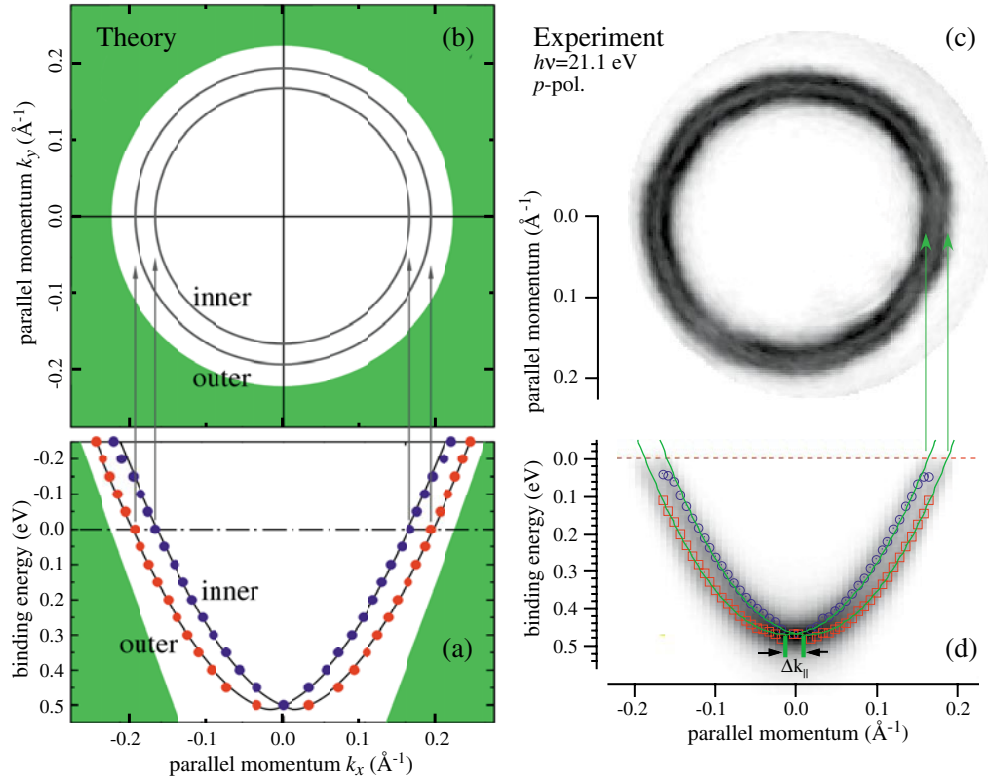 Theory
(b)
0.2
0.1
0.0
-0.1
-0.2
parallel momentum k_y (Å⁻¹)
inner
outer
Experiment
hν=21.1 eV
p-pol.
(c)
0.0
0.1
0.2
parallel momentum (Å⁻¹)
-0.2
-0.1
0.0
0.1
0.2
0.3
0.4
0.5
binding energy (eV)
inner
outer
(a)
-0.2
-0.1
0.0
0.1
0.2
parallel momentum k_x (Å⁻¹)
0.0
0.1
0.2
0.3
0.4
0.5
binding energy (eV)
Δk_||
(d)
-0.2
-0.1
0.0
0.1
0.2
parallel momentum (Å⁻¹)